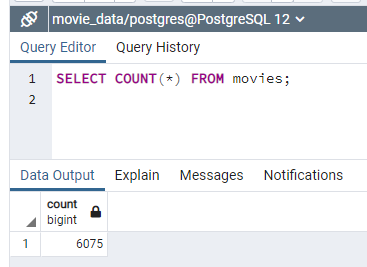 movie_data/postgres@PostgreSQL 12
Query Editor Query History
1 SELECT COUNT(*) FROM movies;
2
Data Output Explain Messages Notifications
count
bigint
1 6075